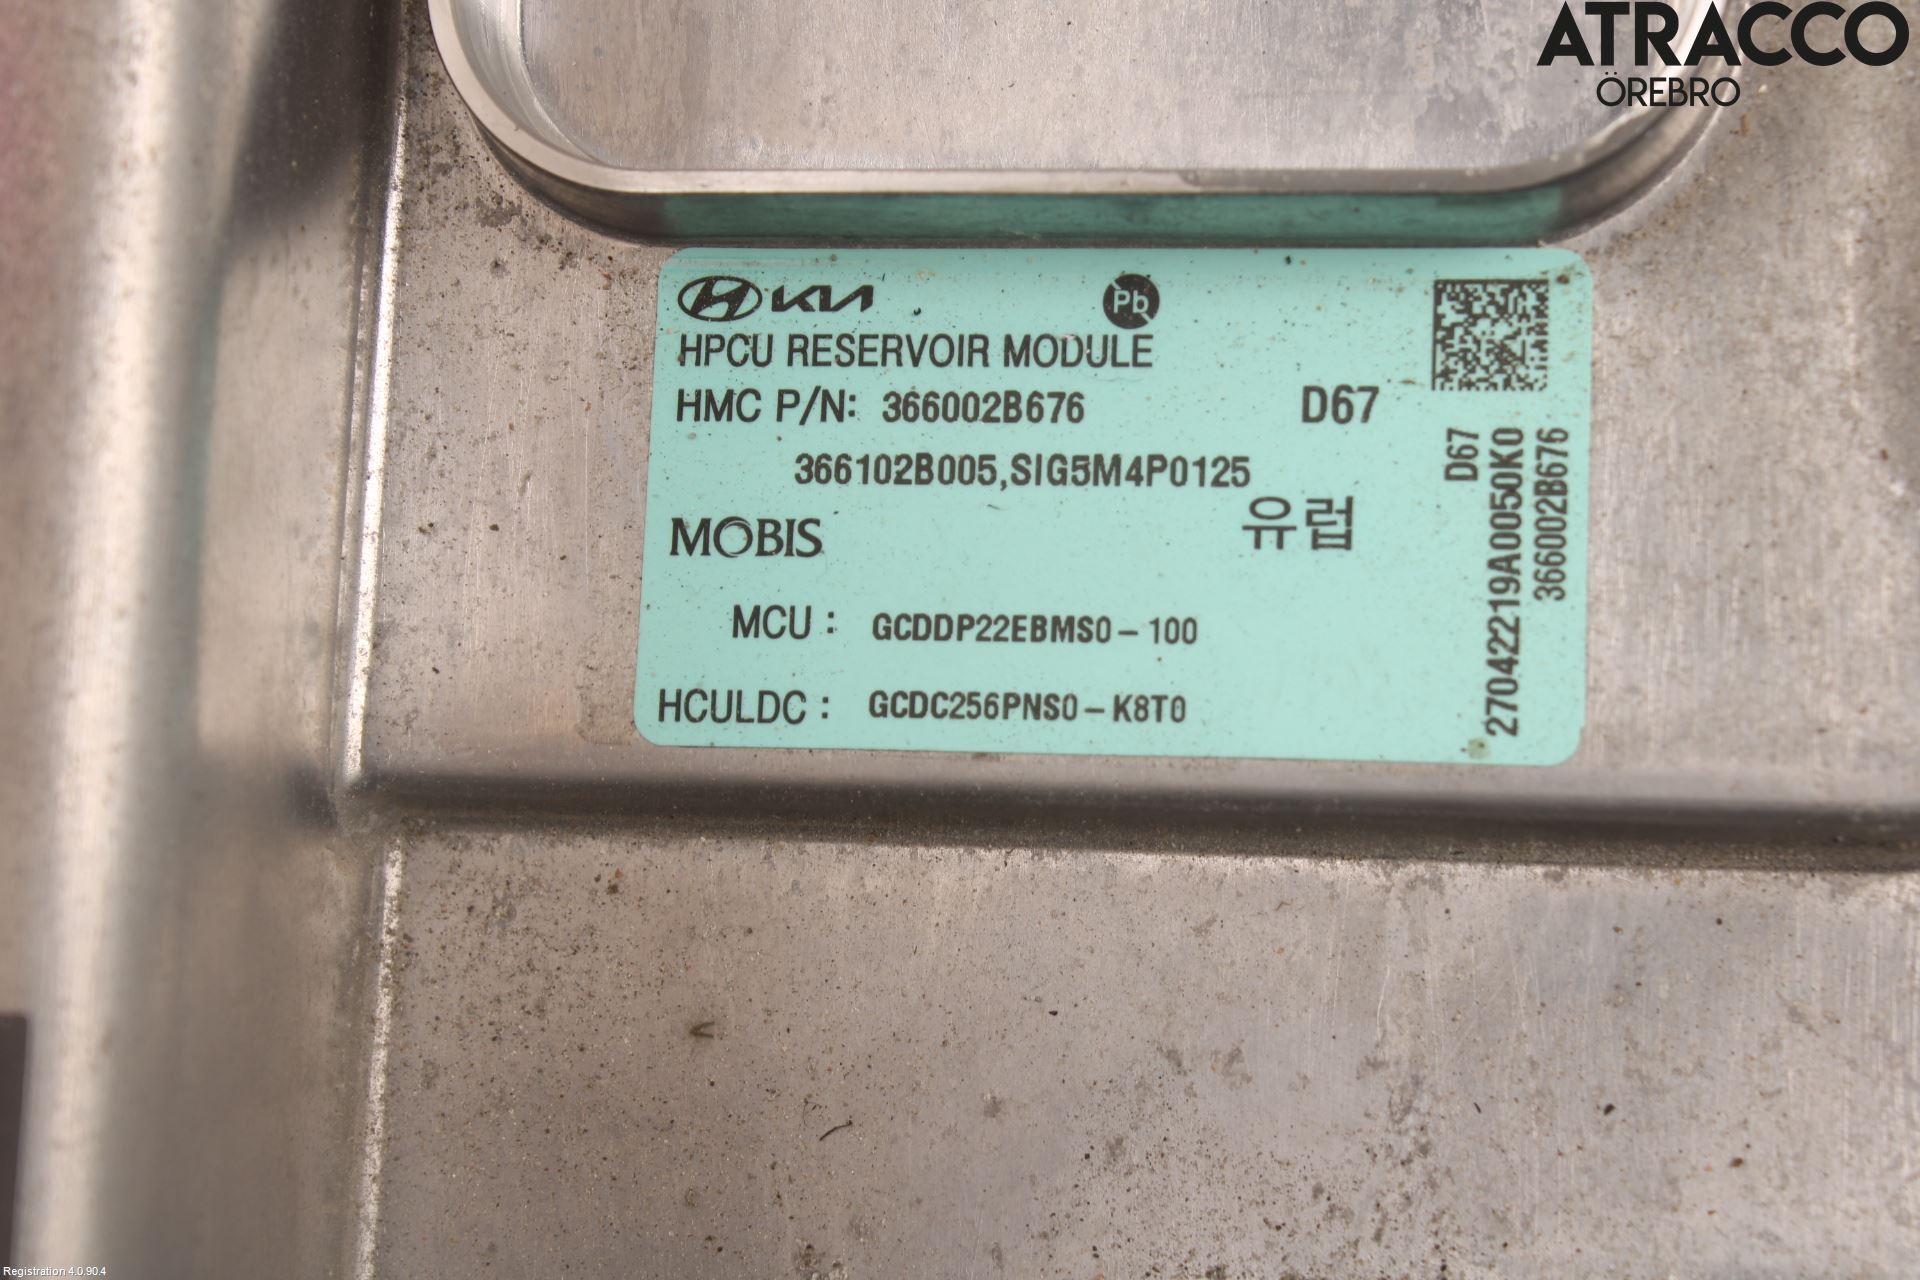 ATRACCO
ÖREBRO
KIA
Pb
HPCU RESERVOIR MODULE
HMC P/N: 366002B676
D67
366102B005,SIG5M4P0125
MOBIS
유럽
MCU : GCDDP22EBMS0-100
HCULDC : GCDC256PNS0-K8T0
D67
27042219A0050K0
366002B676
Registration 4.0.90.4